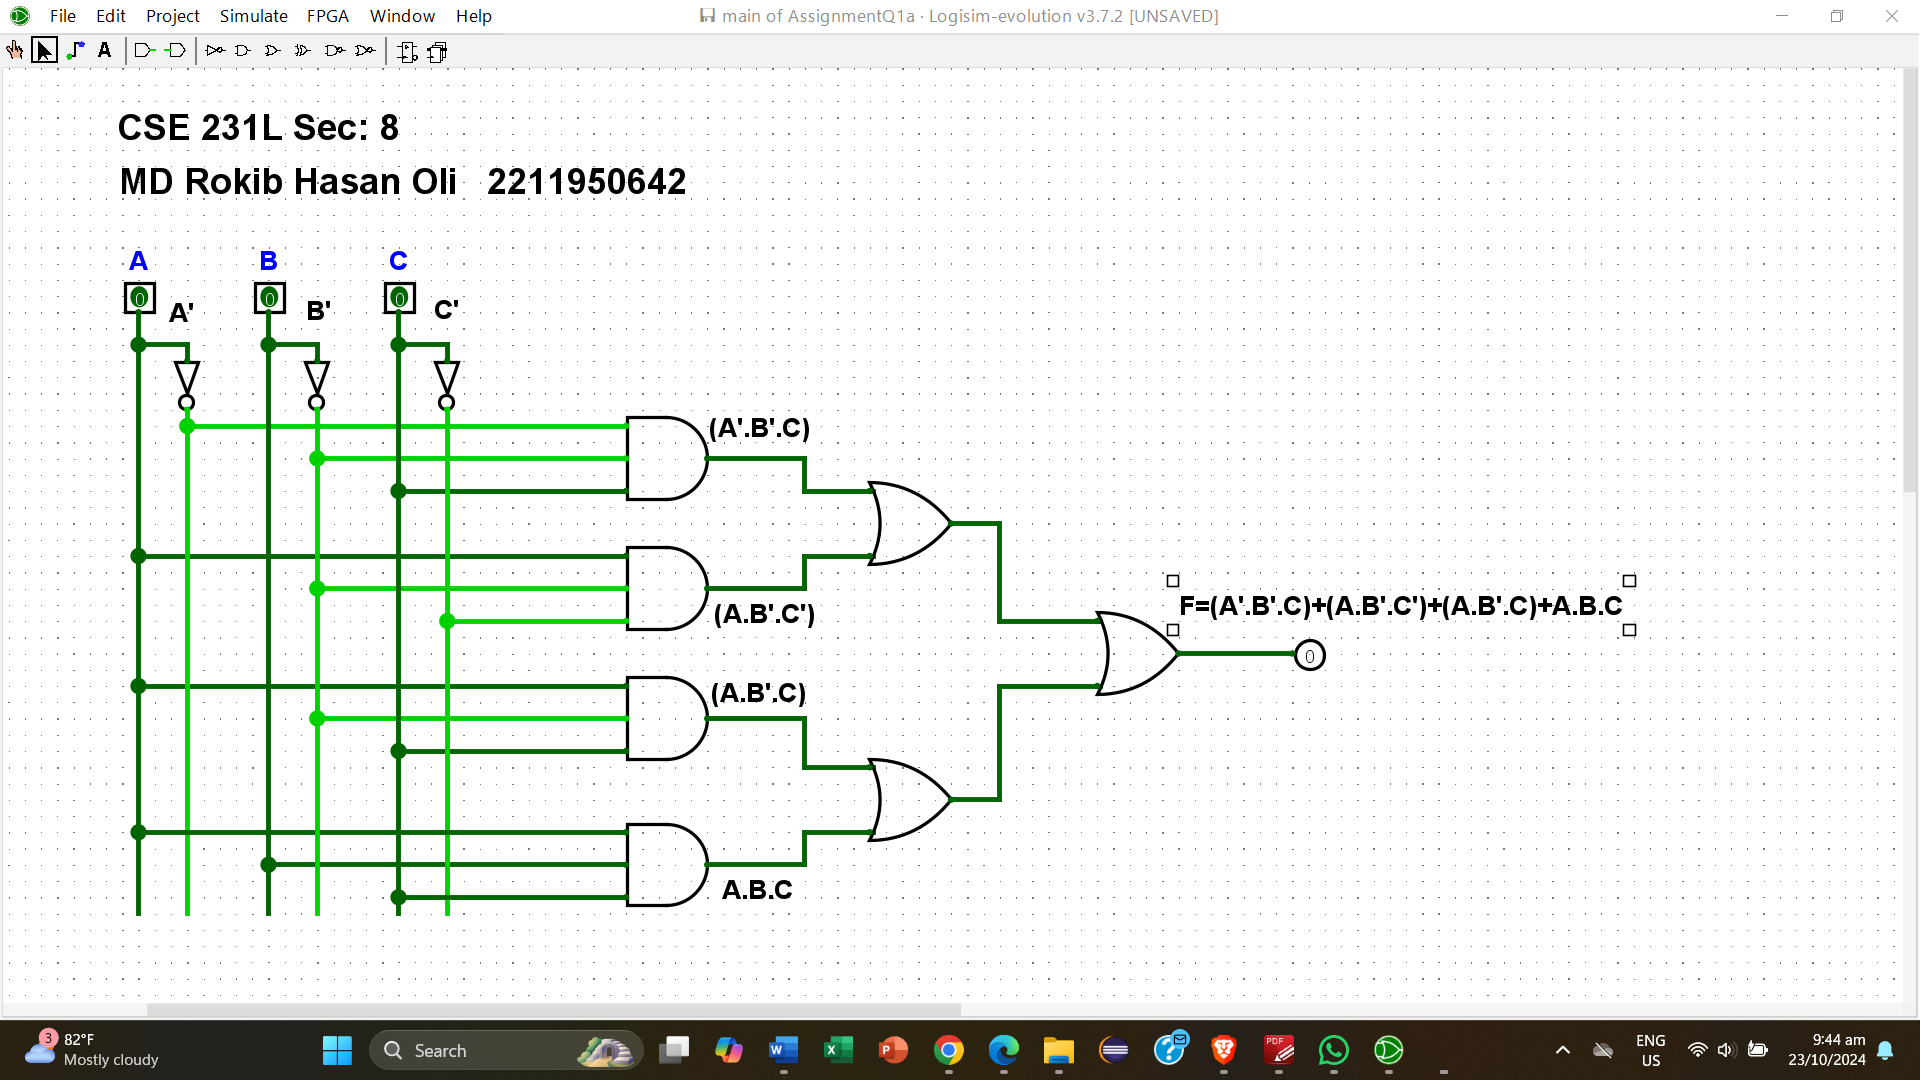 File Edit Project Simulate FPGA Window Help
main of AssignmentQ1a · Logisim-evolution v3.7.2 [UNSAVED]
A
CSE 231L Sec: 8
MD Rokib Hasan Oli 2211950642
A B C
0 A' 0 B' 0 C'
(A'.B'.C)
(A.B'.C')
F=(A'.B'.C)+(A.B'.C')+(A.B'.C)+A.B.C
0
(A.B'.C)
A.B.C
3 82°F
Mostly cloudy
Search
W X P PDF
ENG
US
9:44 am
23/10/2024